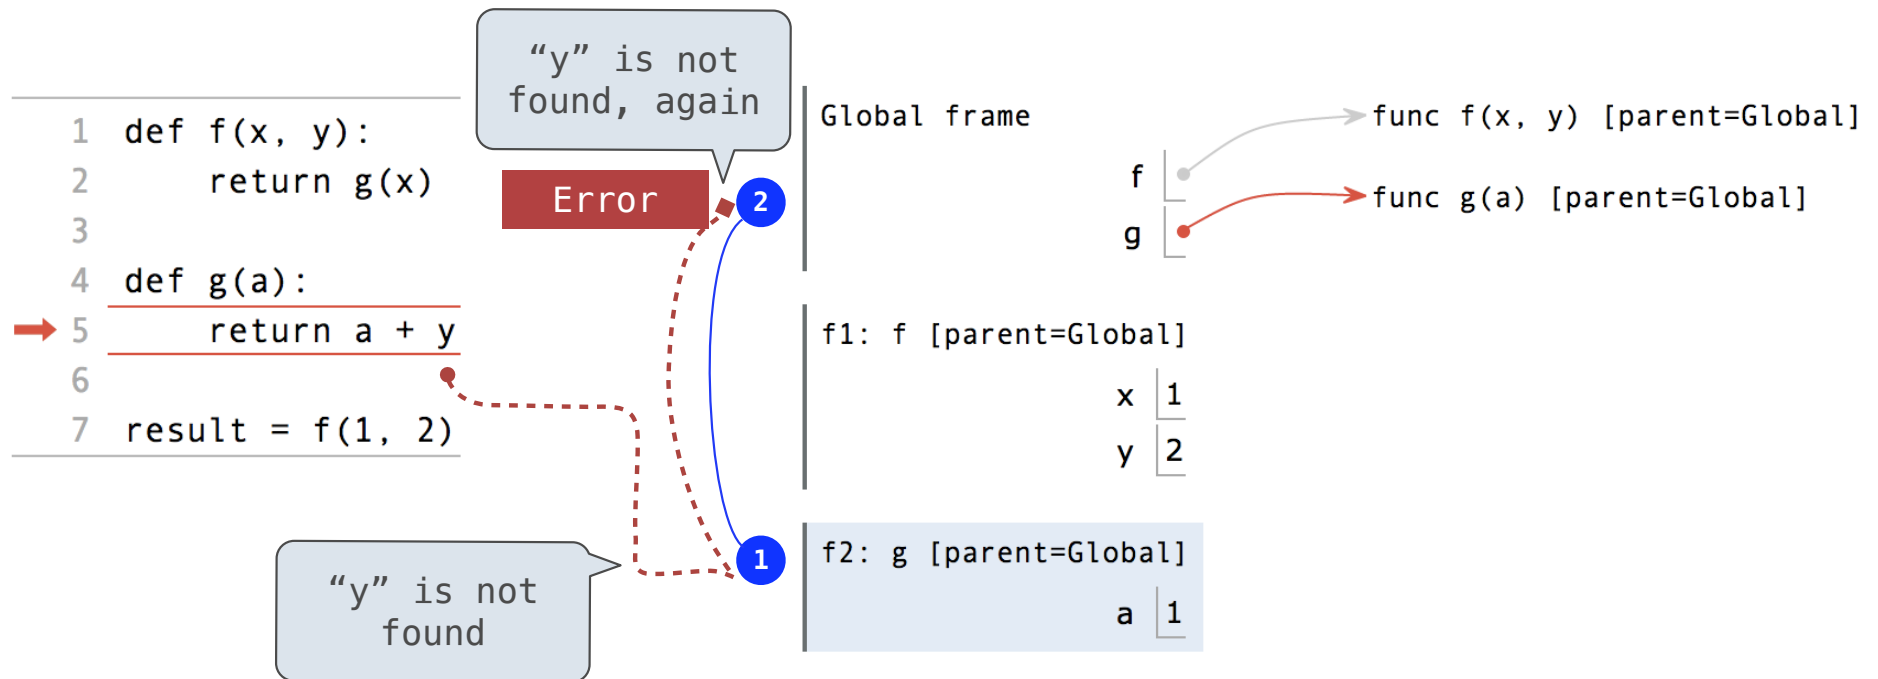 “y” is not
found, again
1 def f(x, y):
2     return g(x)
3
4 def g(a):
5     return a + y
6
7 result = f(1, 2)
Error
2
1
“y” is not
found
Global frame
f
g
func f(x, y) [parent=Global]
func g(a) [parent=Global]
f1: f [parent=Global]
x 1
y 2
f2: g [parent=Global]
a 1